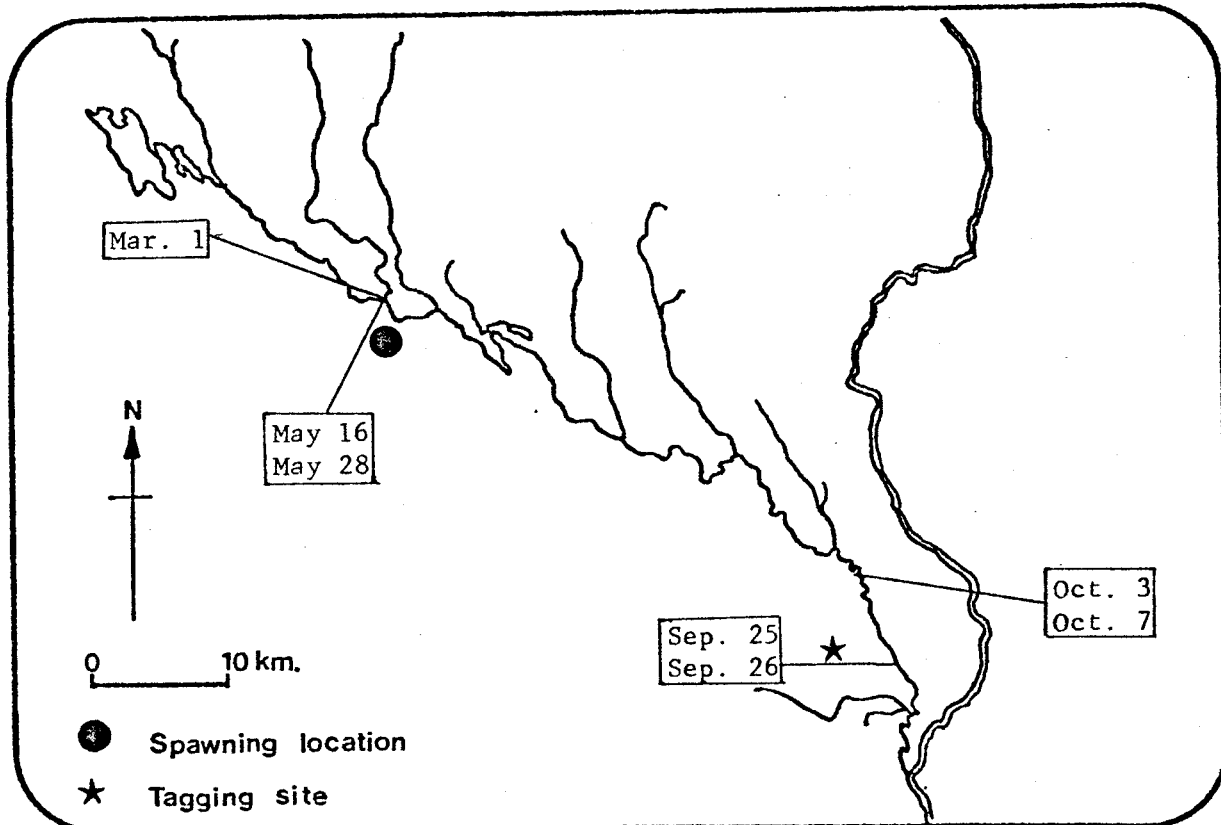 Mar. 1
May 16
May 28
N
Oct. 3
Oct. 7
Sep. 25
Sep. 26
0 10 km.
Spawning location
Tagging site